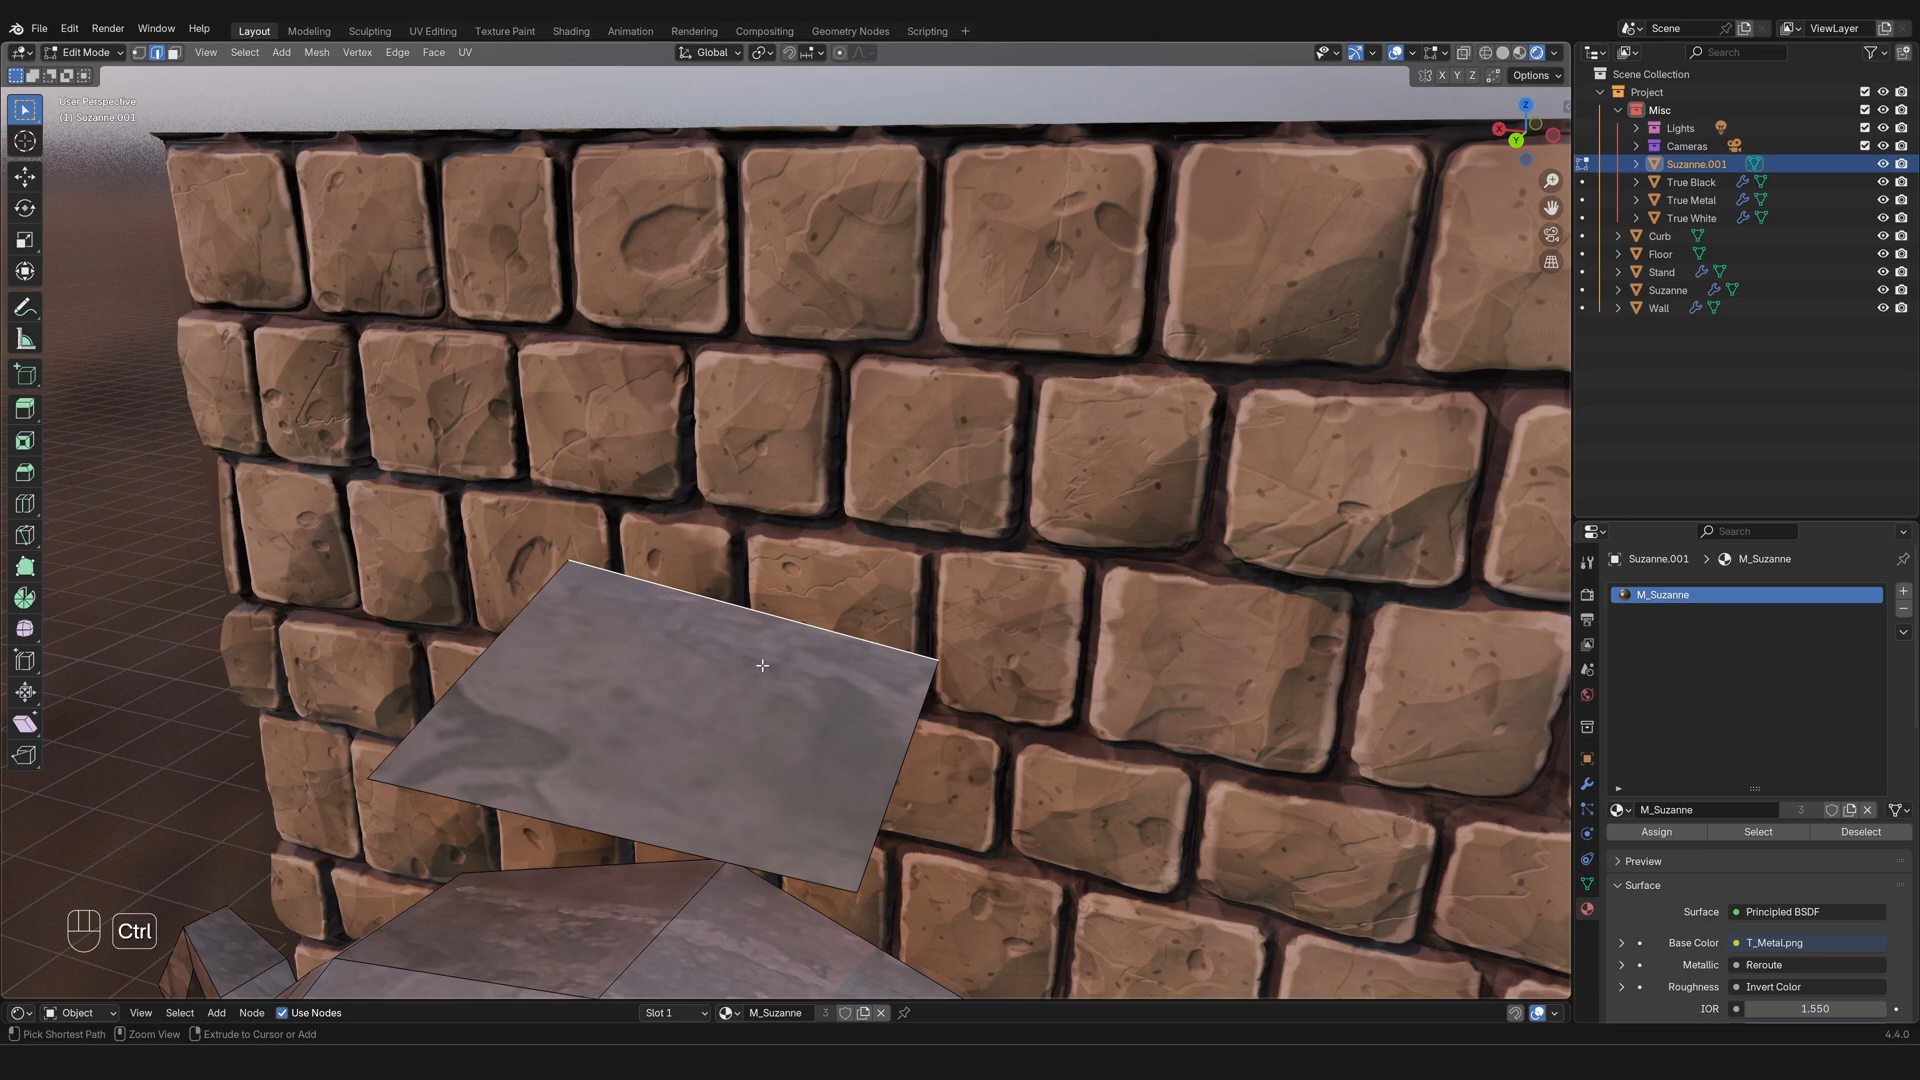 File Edit Render Window Help Layout Modeling Sculpting UV Editing Texture Paint Shading Animation Rendering Compositing Geometry Nodes Scripting + Scene ViewLayer
Edit Mode View Select Add Mesh Vertex Edge Face UV Global Search
X Y Z Options
User Perspective
(1) Suzanne.001
Z
X
Y
Scene Collection
Project
Misc
Lights
Cameras
Suzanne.001
True Black
True Metal
True White
Curb
Floor
Stand
Suzanne
Wall
Search
Suzanne.001 > M_Suzanne
M_Suzanne
M_Suzanne 3
Assign Select Deselect
Preview
Surface
Surface Principled BSDF
Base Color T_Metal.png
Metallic Reroute
Roughness Invert Color
IOR 1.550
Ctrl
Object View Select Add Node Use Nodes Slot 1 M_Suzanne 3
Pick Shortest Path Zoom View Extrude to Cursor or Add 4.4.0